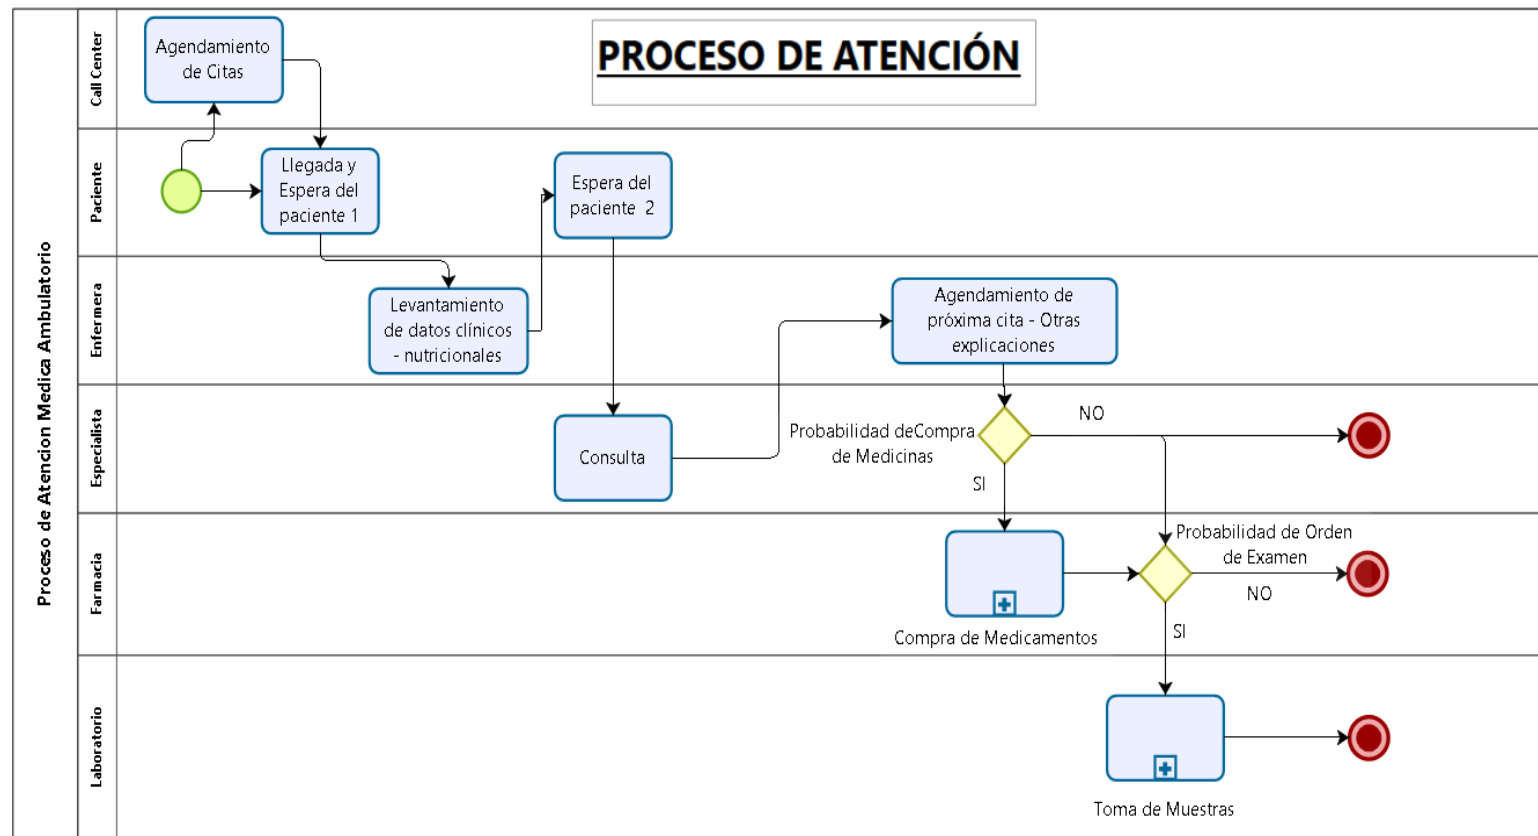 PROCESO DE ATENCIÓN
Proceso de Atencion Medica Ambulatorio
Call Center
Agendamiento
de Citas
Paciente
Llegada y
Espera del
paciente 1
Espera del
paciente 2
Enfermera
Levantamiento
de datos clínicos
- nutricionales
Agendamiento de
próxima cita - Otras
explicaciones
Especialista
Consulta
Probabilidad deCompra
de Medicinas
NO
SI
Farmacia
Compra de Medicamentos
Probabilidad de Orden
de Examen
NO
SI
Laboratorio
Toma de Muestras